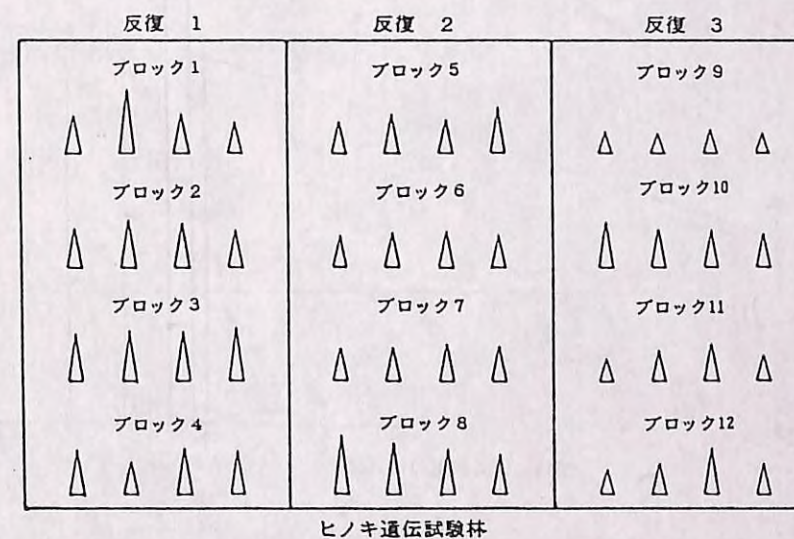 反復 1 反復 2 反復 3
ブロック1 ブロック5 ブロック9
ブロック2 ブロック6 ブロック10
ブロック3 ブロック7 ブロック11
ブロック4 ブロック8 ブロック12
ヒノキ遺伝試験林